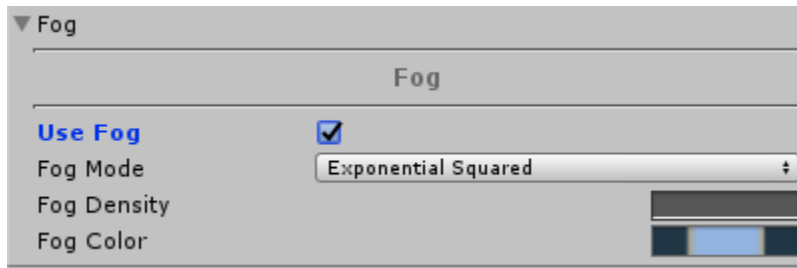 Fog
Fog
Use Fog
Fog Mode Exponential Squared
Fog Density
Fog Color